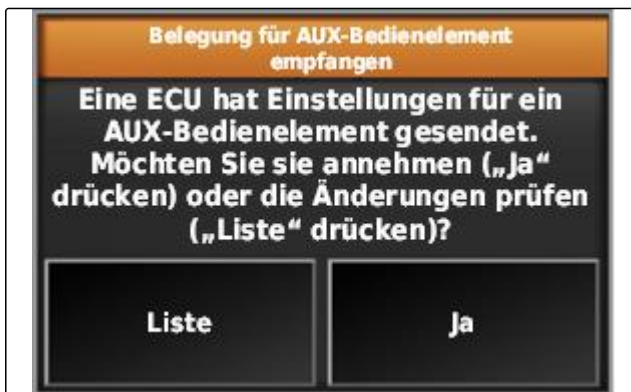 Belegung für AUX-Bedienelement
empfangen
Eine ECU hat Einstellungen für ein
AUX-Bedienelement gesendet.
Möchten Sie sie annehmen („Ja“
drücken) oder die Änderungen prüfen
(„Liste“ drücken)?
Liste
Ja